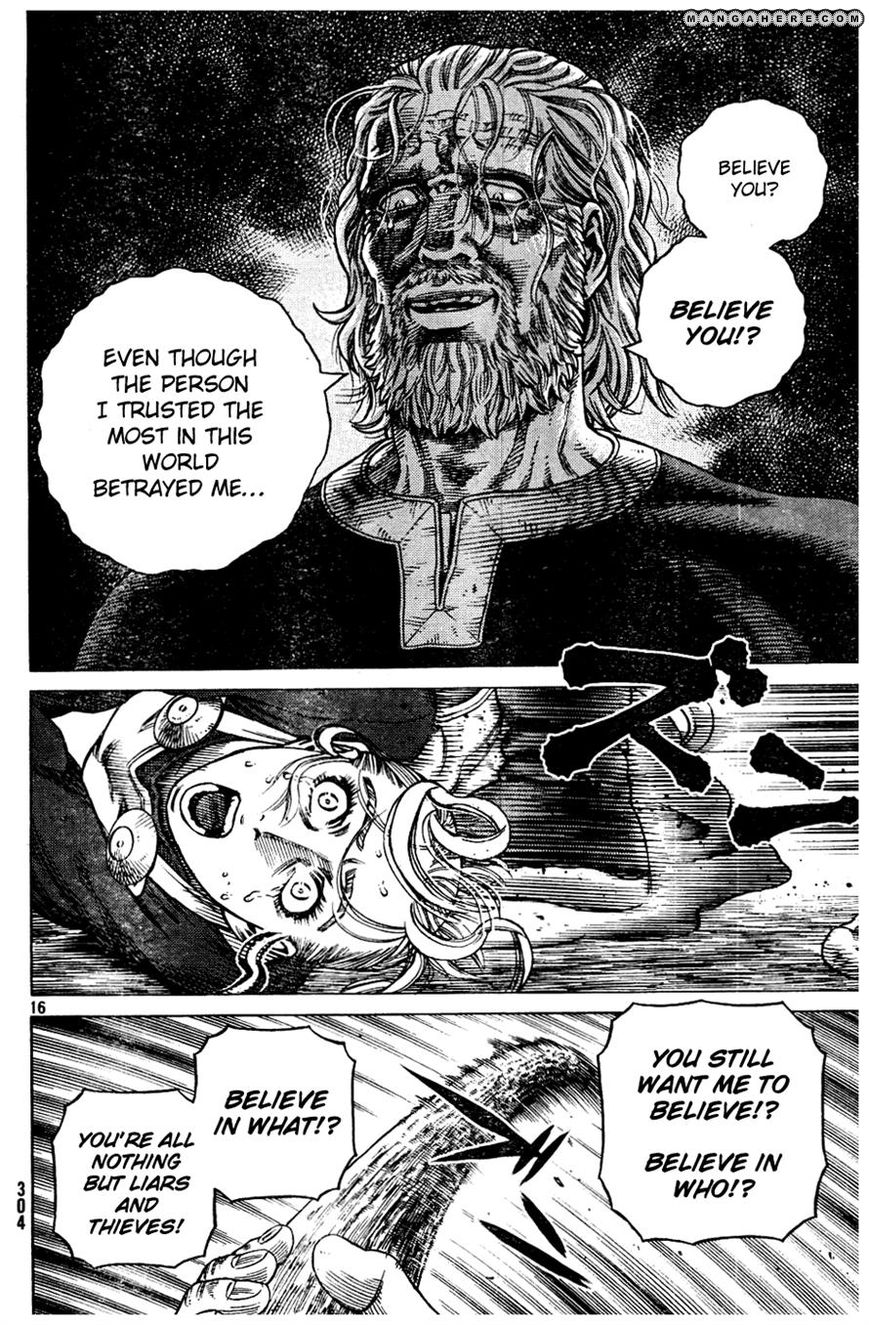 MANGAHERE.COM
BELIEVE
YOU?
BELIEVE
YOU!?
EVEN THOUGH
THE PERSON
I TRUSTED THE
MOST IN THIS
WORLD
BETRAYED ME...
ズン
16
YOU STILL
WANT ME TO
BELIEVE!?
BELIEVE IN
WHO!?
BELIEVE
IN WHAT!?
YOU'RE ALL
NOTHING
BUT LIARS
AND
THIEVES!
304